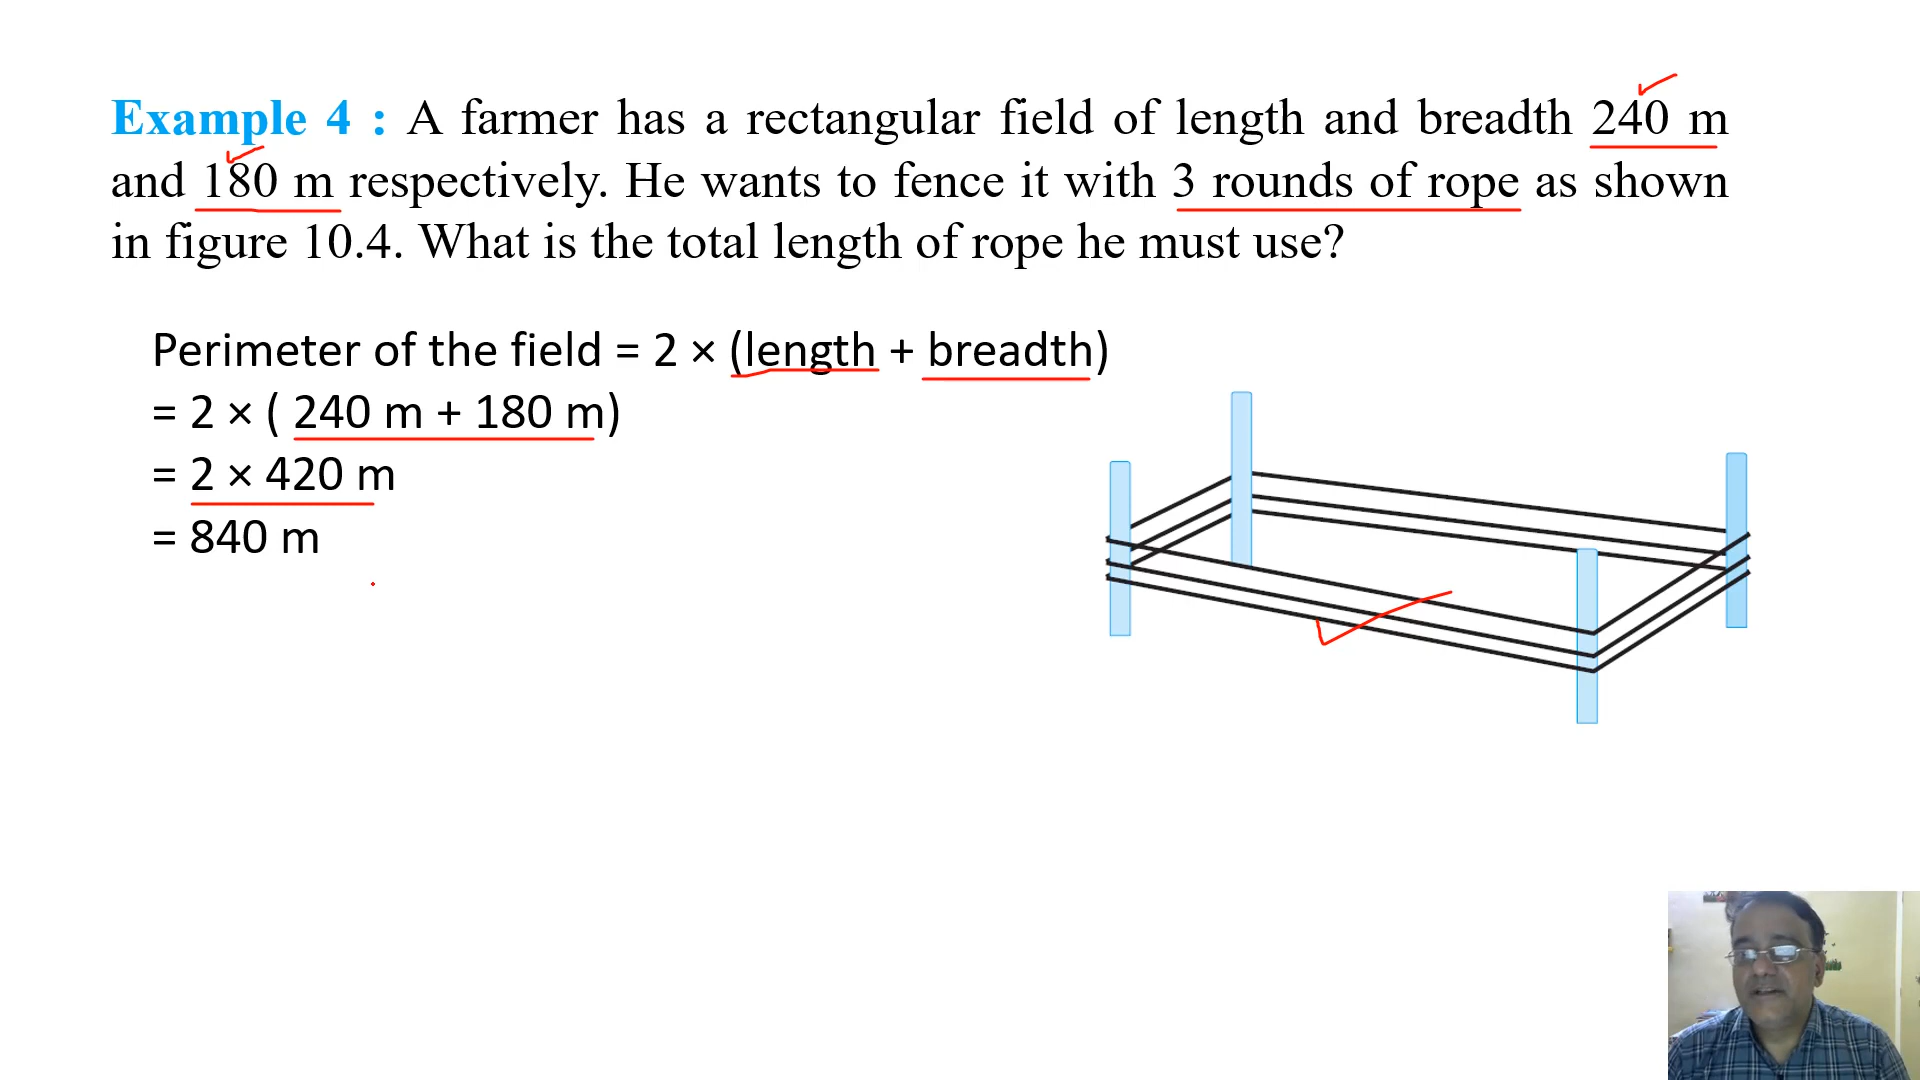 Example 4 : A farmer has a rectangular field of length and breadth 240 m
and 180 m respectively. He wants to fence it with 3 rounds of rope as shown
in figure 10.4. What is the total length of rope he must use?
Perimeter of the field = 2 × (length + breadth)
= 2 × ( 240 m + 180 m)
= 2 × 420 m
= 840 m